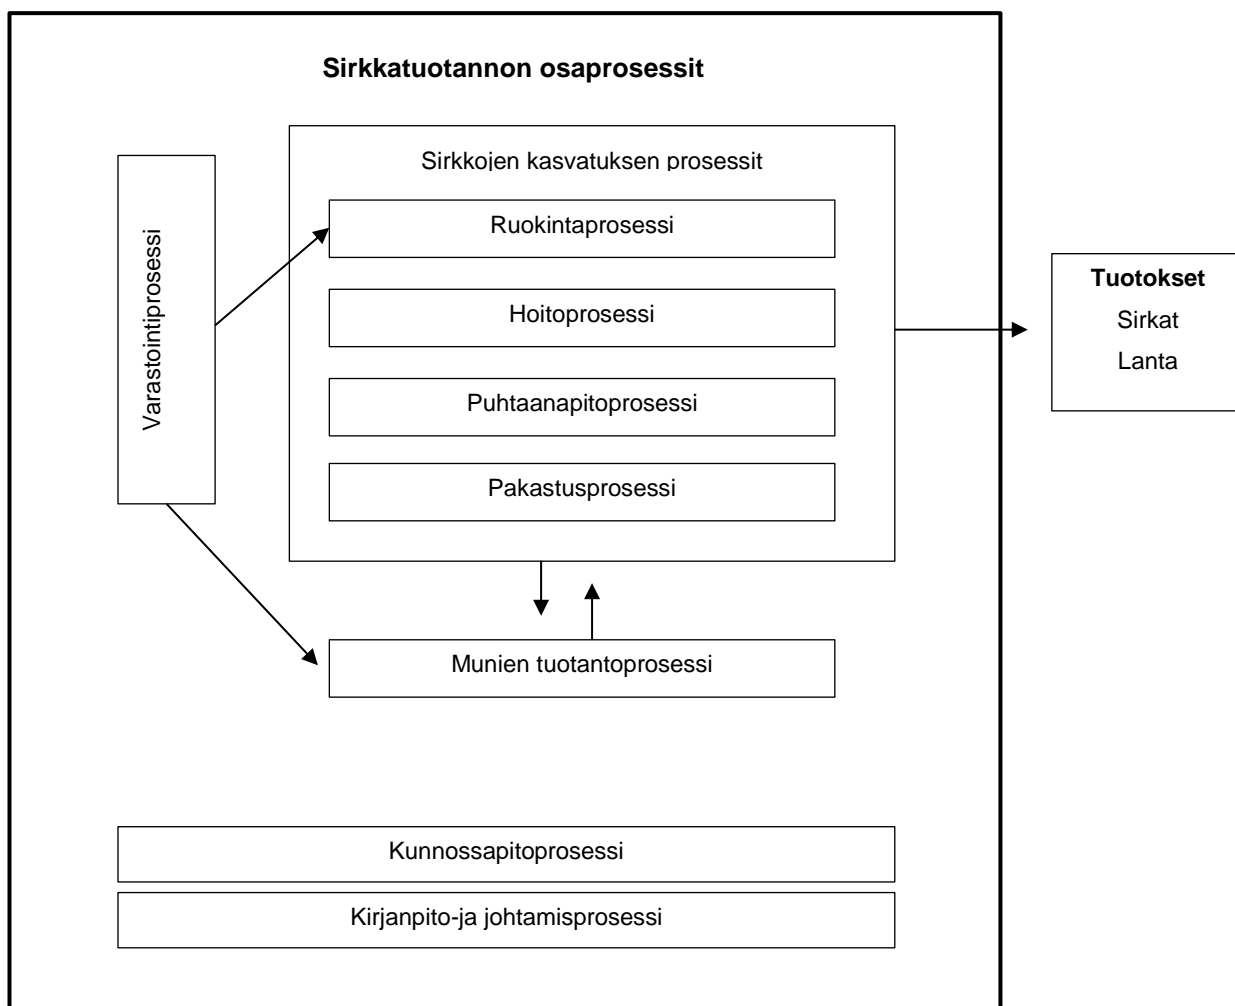 Sirkkatuotannon osaprosessit
Sirkkojen kasvatuksen prosessit
Varastointiprosessi
Ruokintaprosessi
Hoitoprosessi
Puhtaanapitoprosessi
Pakastusprosessi
Munien tuotantoprosessi
Kunnossapitoprosessi
Kirjanpito-ja johtamisprosessi
Tuotokset
Sirkat
Lanta